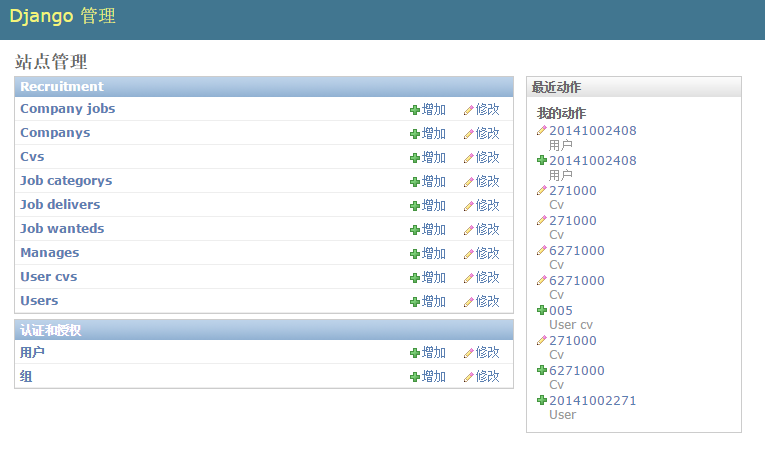 Django 管理
站点管理
Recruitment
Company jobs 增加 修改
Companys 增加 修改
Cvs 增加 修改
Job categorys 增加 修改
Job delivers 增加 修改
Job wanteds 增加 修改
Manages 增加 修改
User cvs 增加 修改
Users 增加 修改
认证和授权
用户 增加 修改
组 增加 修改
最近动作
我的动作
20141002408
用户
20141002408
用户
271000
Cv
271000
Cv
6271000
Cv
6271000
Cv
005
User cv
271000
Cv
6271000
Cv
20141002271
User